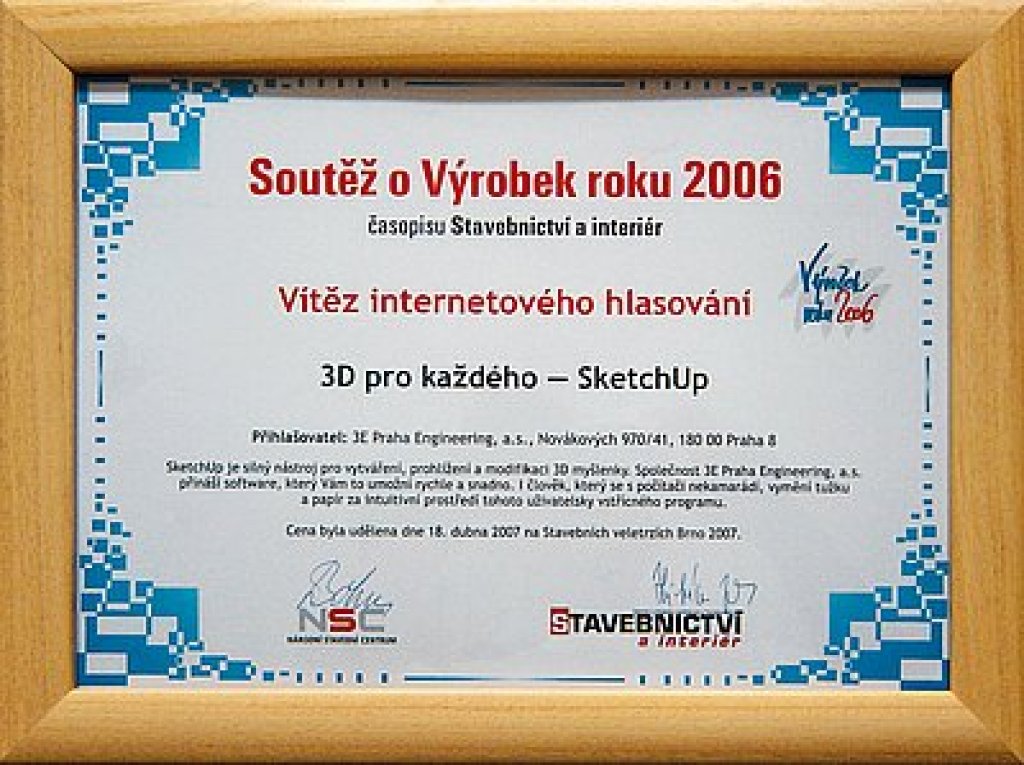 Soutěž o Výrobek roku 2006
časopisu Stavebnictví a interiér
Vítěz internetového hlasování
Výrobek
roku 2006
3D pro každého — SketchUp
Přihlašovatel: 3E Praha Engineering, a.s., Novákových 970/41, 180 00 Praha 8
SketchUp je silný nástroj pro vytváření, prohlížení a modifikaci 3D myšlenky. Společnost 3E Praha Engineering, a.s.
přináší software, který Vám to umožní rychle a snadno. I člověk, který se s počítači nekamarádí, vymění tužku
a papír za intuitivní prostředí tohoto uživatelsky vstřícného programu.
Cena byla udělena dne 18. dubna 2007 na Stavebních veletrzích Brno 2007.
NSC
NÁRODNÍ STAVEBNÍ CENTRUM
STAVEBNICTVÍ
a interiér